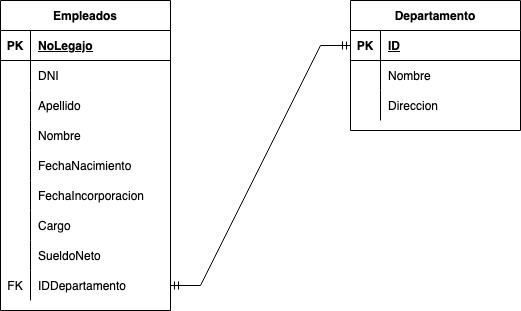 Empleados
PK NoLegajo
DNI
Apellido
Nombre
FechaNacimiento
FechaIncorporacion
Cargo
SueldoNeto
FK IDDepartamento
Departamento
PK ID
Nombre
Direccion